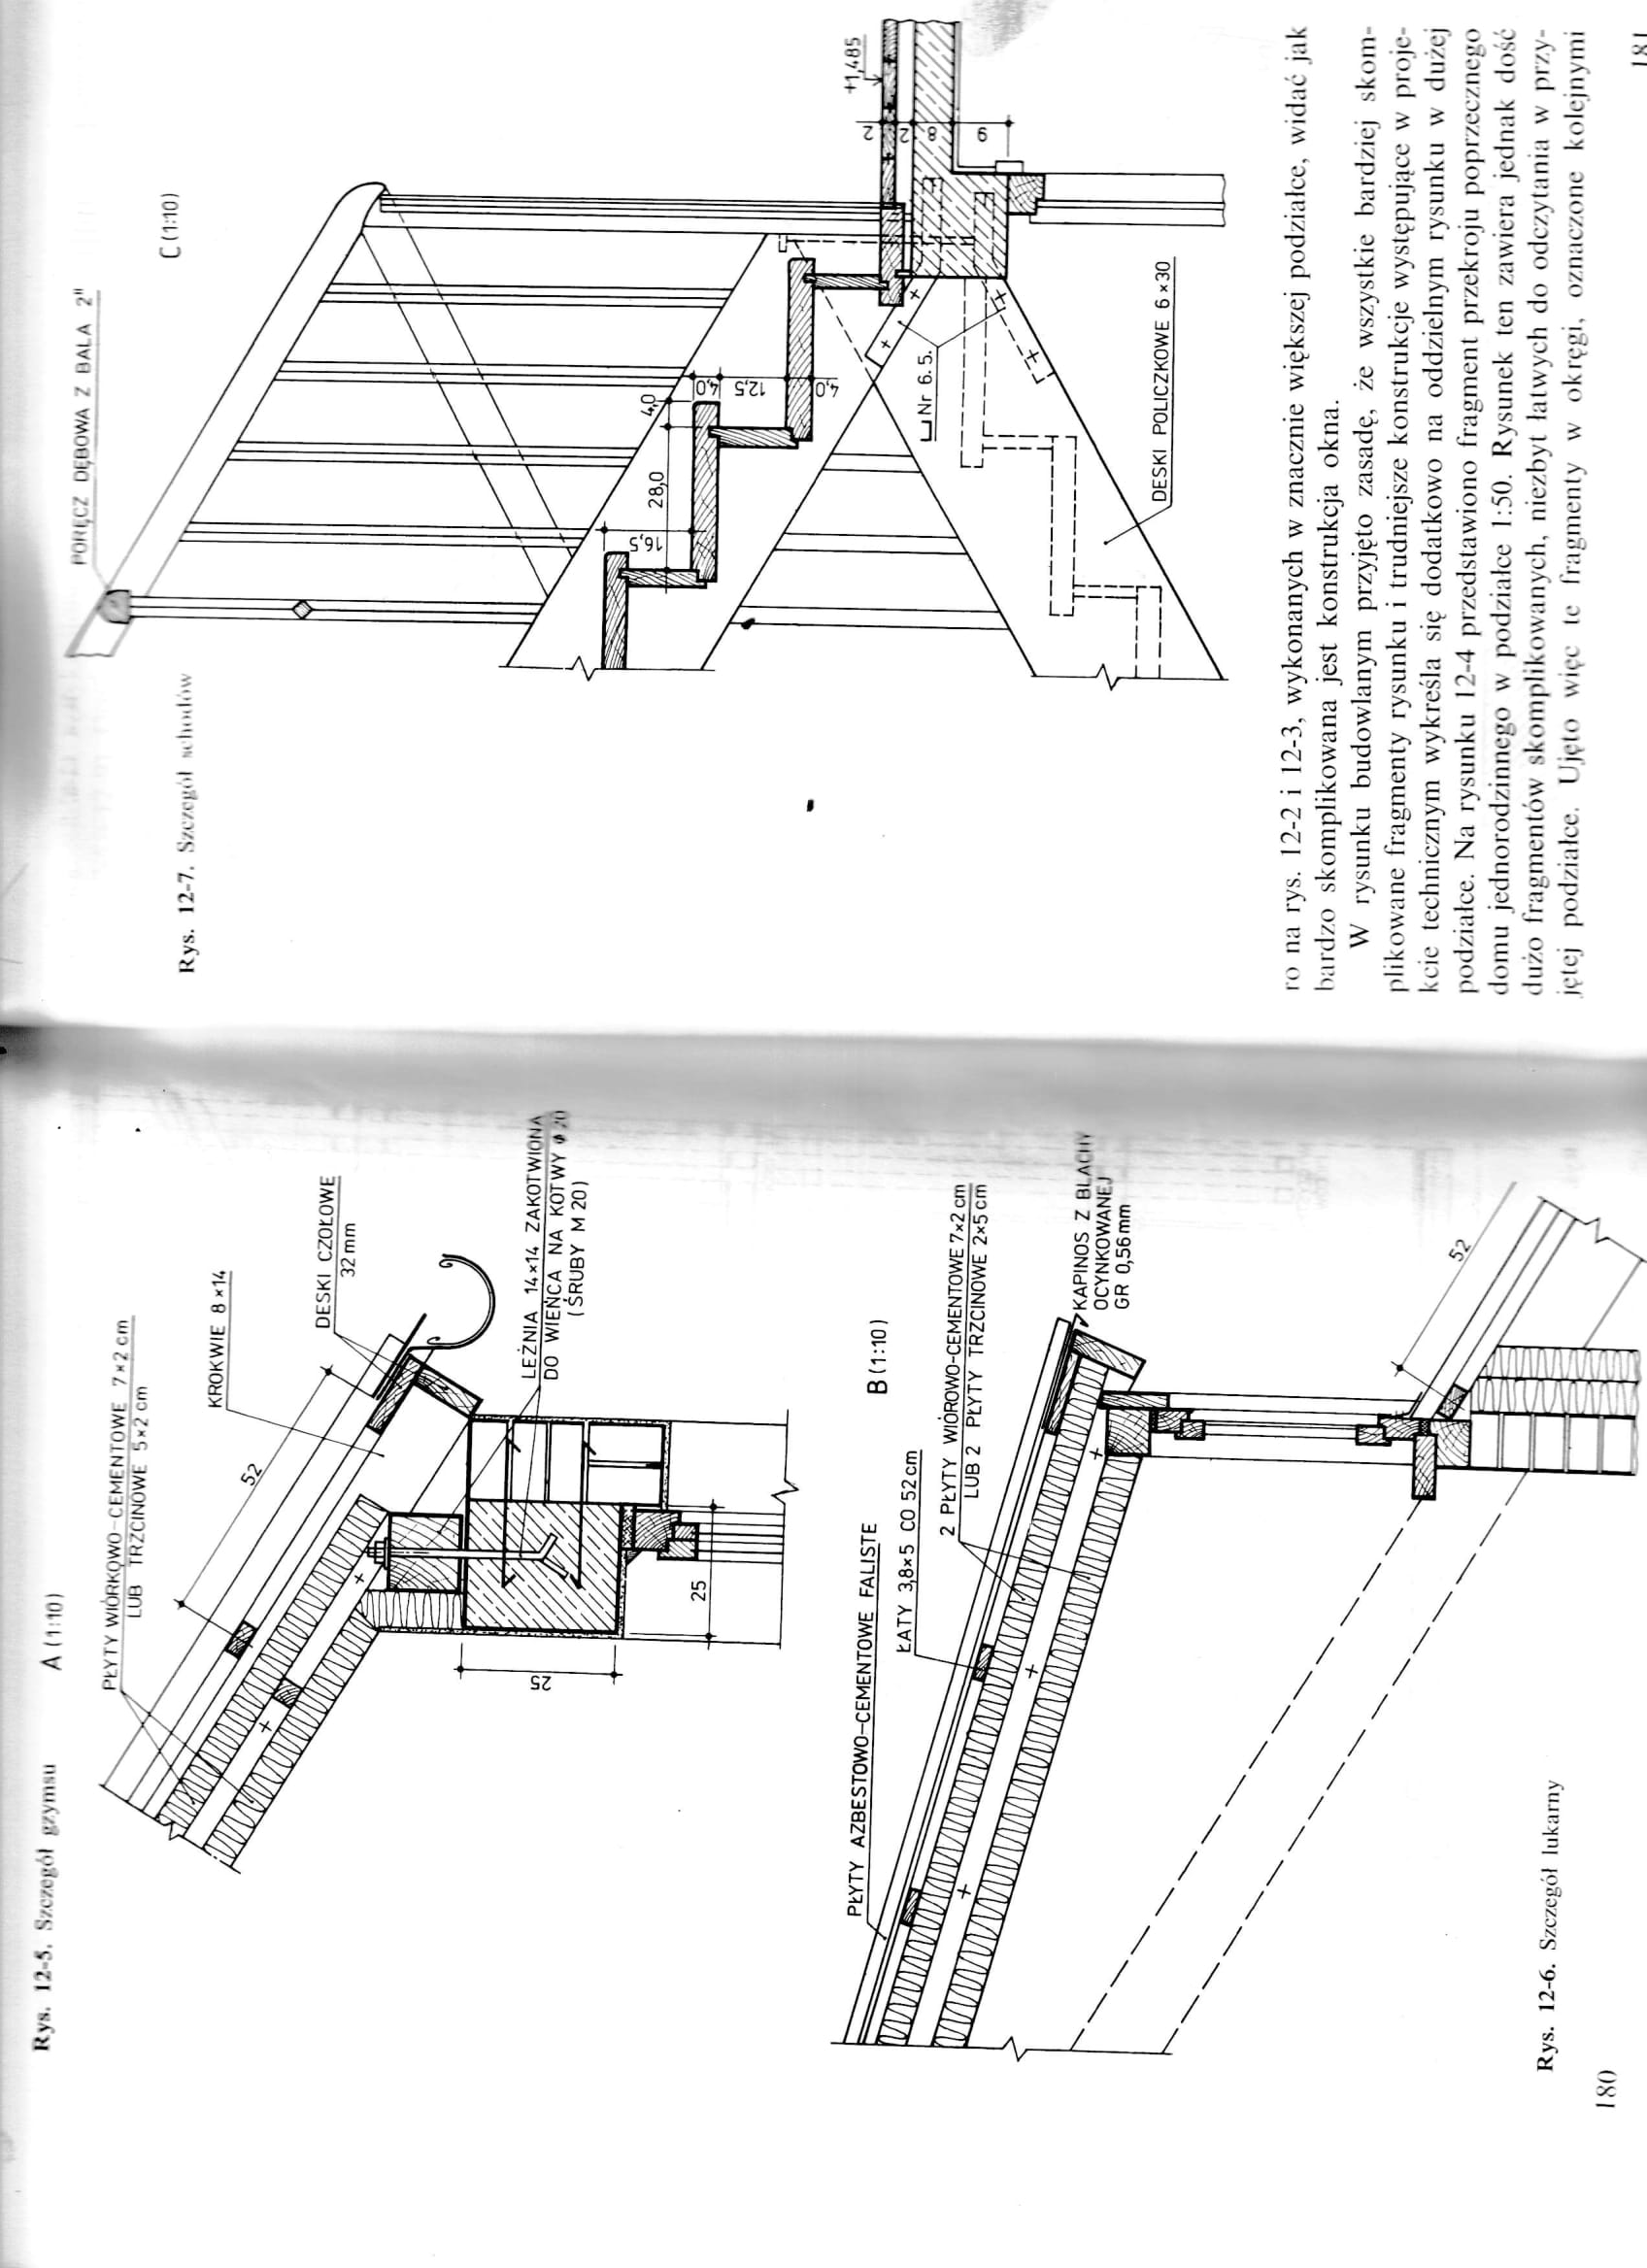 Rys. 12-5. Szczegół gzymsu
A (1:10)
PŁYTY WIÓRKOWO-CEMENTOWE 7×2 cm
LUB TRZCINOWE 5×2 cm
52
KROKWIE 8×14
DESKI CZOŁOWE
32 mm
LEŻNIA 14×14 ZAKOTWIONA
DO WIEŃCA NA KOTWY φ 20
(ŚRUBY M 20)
25
25
B (1:10)
PŁYTY AZBESTOWO-CEMENTOWE FALISTE
ŁATY 3,8×5 CO 52 cm
2 PŁYTY WIÓROWO-CEMENTOWE 7×2 cm
LUB 2 PŁYTY TRZCINOWE 2×5 cm
KAPINOS Z BLACHY
OCYNKOWANEJ
GR 0,56 mm
52
Rys. 12-6. Szczegół lukarny
180
PORĘCZ DĘBOWA Z BALA 2"
C (1:10)
Rys. 12-7. Szczegół schodów
+1,485
2
2
8
9
16,5
28,0
4,0
4,0
12,5
4,0
Nr 6.5.
DESKI POLICZKOWE 6×30
ro na rys. 12-2 i 12-3, wykonanych w znacznie większej podziałce, widać jak
bardzo skomplikowana jest konstrukcja okna.
W rysunku budowlanym przyjęto zasadę, że wszystkie bardziej skom-
plikowane fragmenty rysunku i trudniejsze konstrukcje występujące w proje-
kcie technicznym wykreśla się dodatkowo na oddzielnym rysunku w dużej
podziałce. Na rysunku 12-4 przedstawiono fragment przekroju poprzecznego
domu jednorodzinnego w podziałce 1:50. Rysunek ten zawiera jednak dość
dużo fragmentów skomplikowanych, niezbyt łatwych do odczytania w przy-
jętej podziałce. Ujęto więc te fragmenty w okręgi, oznaczone kolejnymi
181